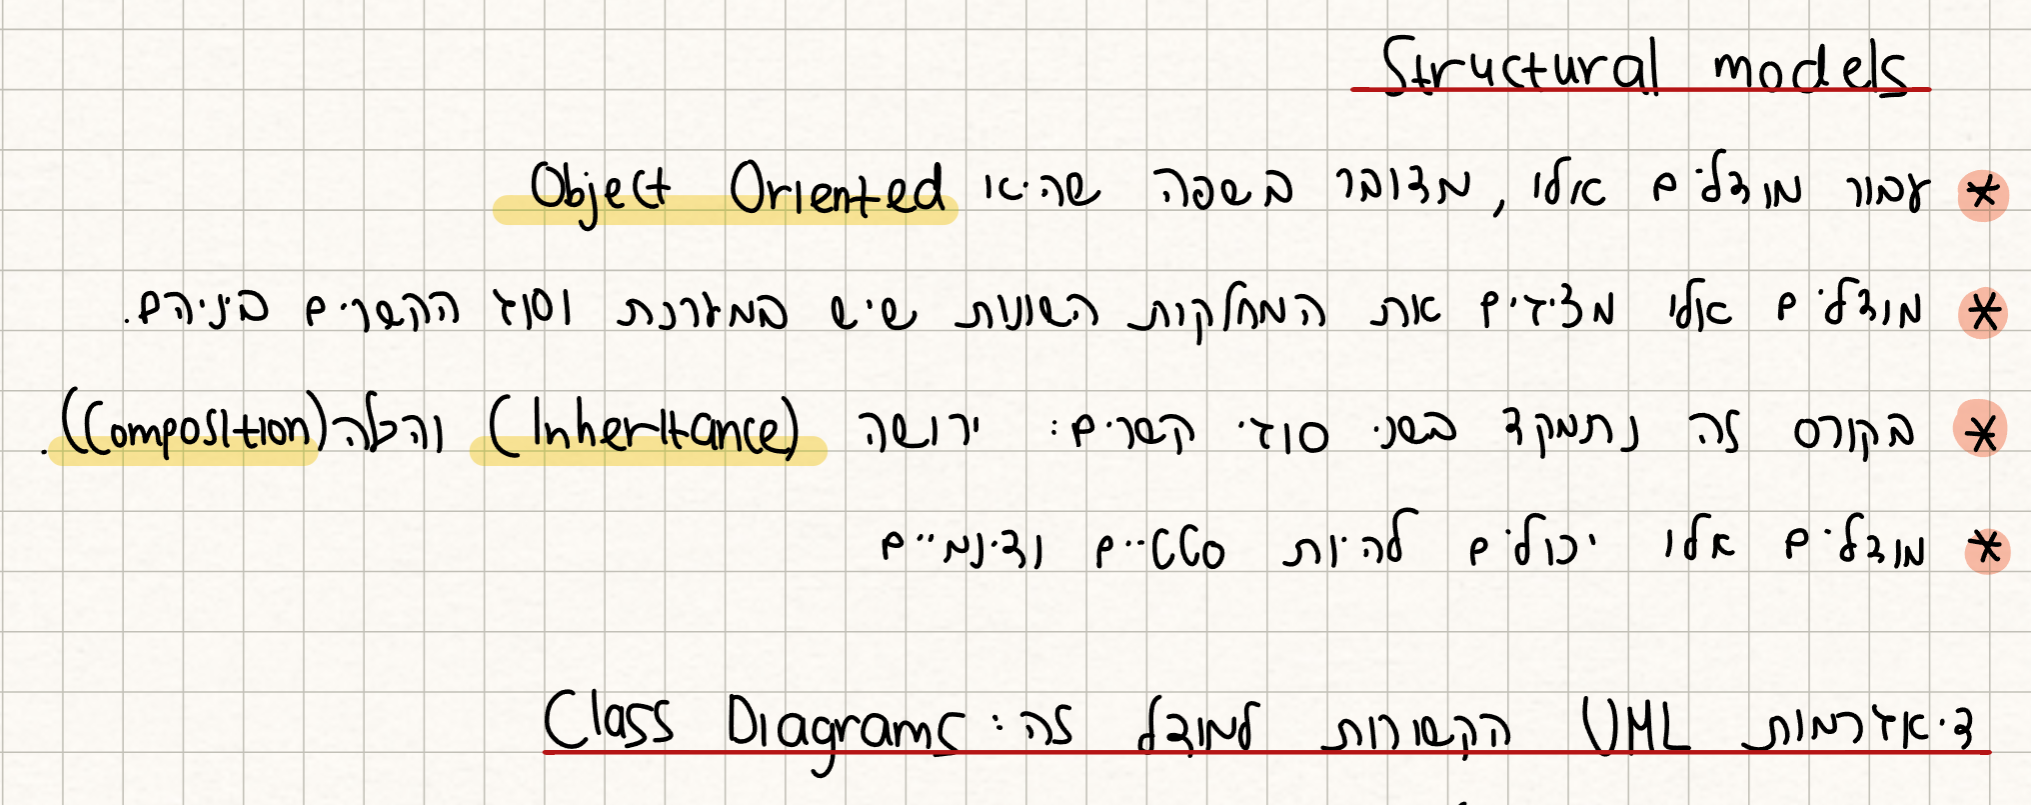 Structural models
* עבור מודלים אלו, מדובר בשפה שהיא Object Oriented
* מודלים אלו מציגים את המחלקות השונות שיש במערכת וסוג הקשרים ביניהם.
* בקורס זה נתמקד בשני סוגי קשרים: ירושה (Inheritance) והכלה (Composition).
* מודלים אלו יכולים להיות סטטיים ודינמיים
דיאגרמות UML הקשורות למודל זה: Class Diagrams